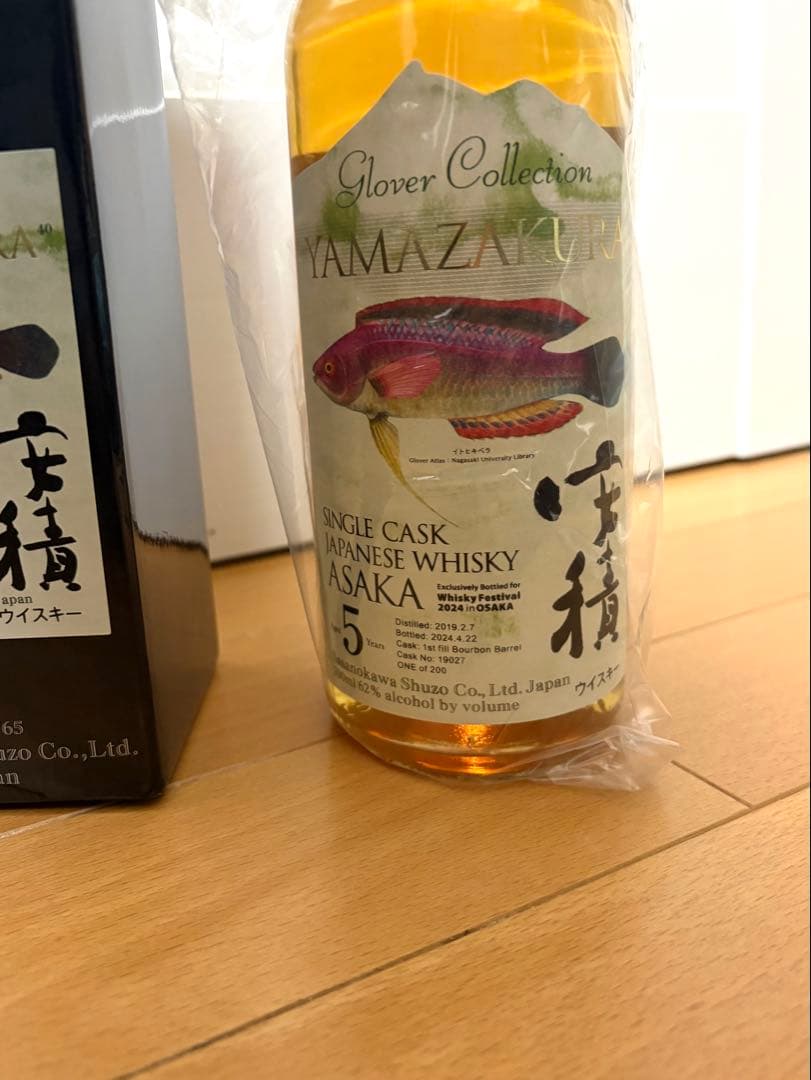 Glover Collection
YAMAZAKURA
イトヒキベラ
Glover Atlas : Nagasaki University Library
SINGLE CASK
JAPANESE WHISKY
ASAKA
安積
Exclusively Bottled for
Whisky Festival
2024 in OSAKA
Aged 5 Years
Distilled: 2019.2.7
Bottled: 2024.4.22
Cask: 1st fill Bourbon Barrel
Cask No: 19027
ONE of 200
Shuzo Co., Ltd. Japan
62% alcohol by volume
ウイスキー
安積
ウイスキー
65
Co.,Ltd.